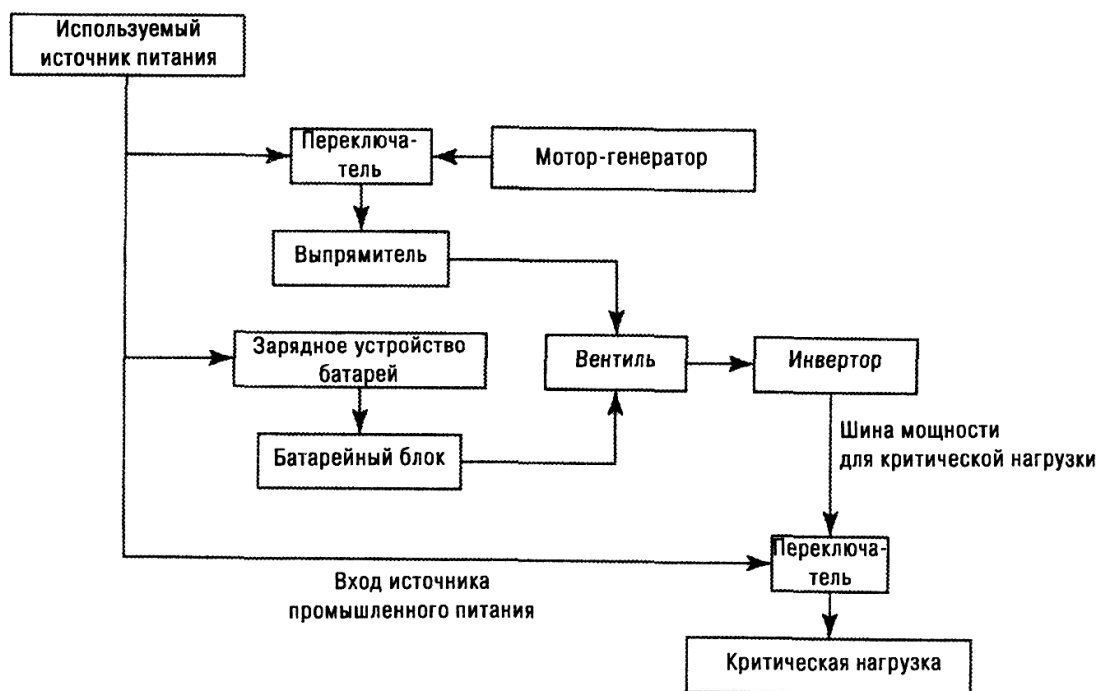 Используемый
источник питания
Переключа-
тель
Мотор-генератор
Выпрямитель
Зарядное устройство
батарей
Вентиль
Инвертор
Батарейный блок
Шина мощности
для критической нагрузки
Переключа-
тель
Вход источника
промышленного питания
Критическая нагрузка